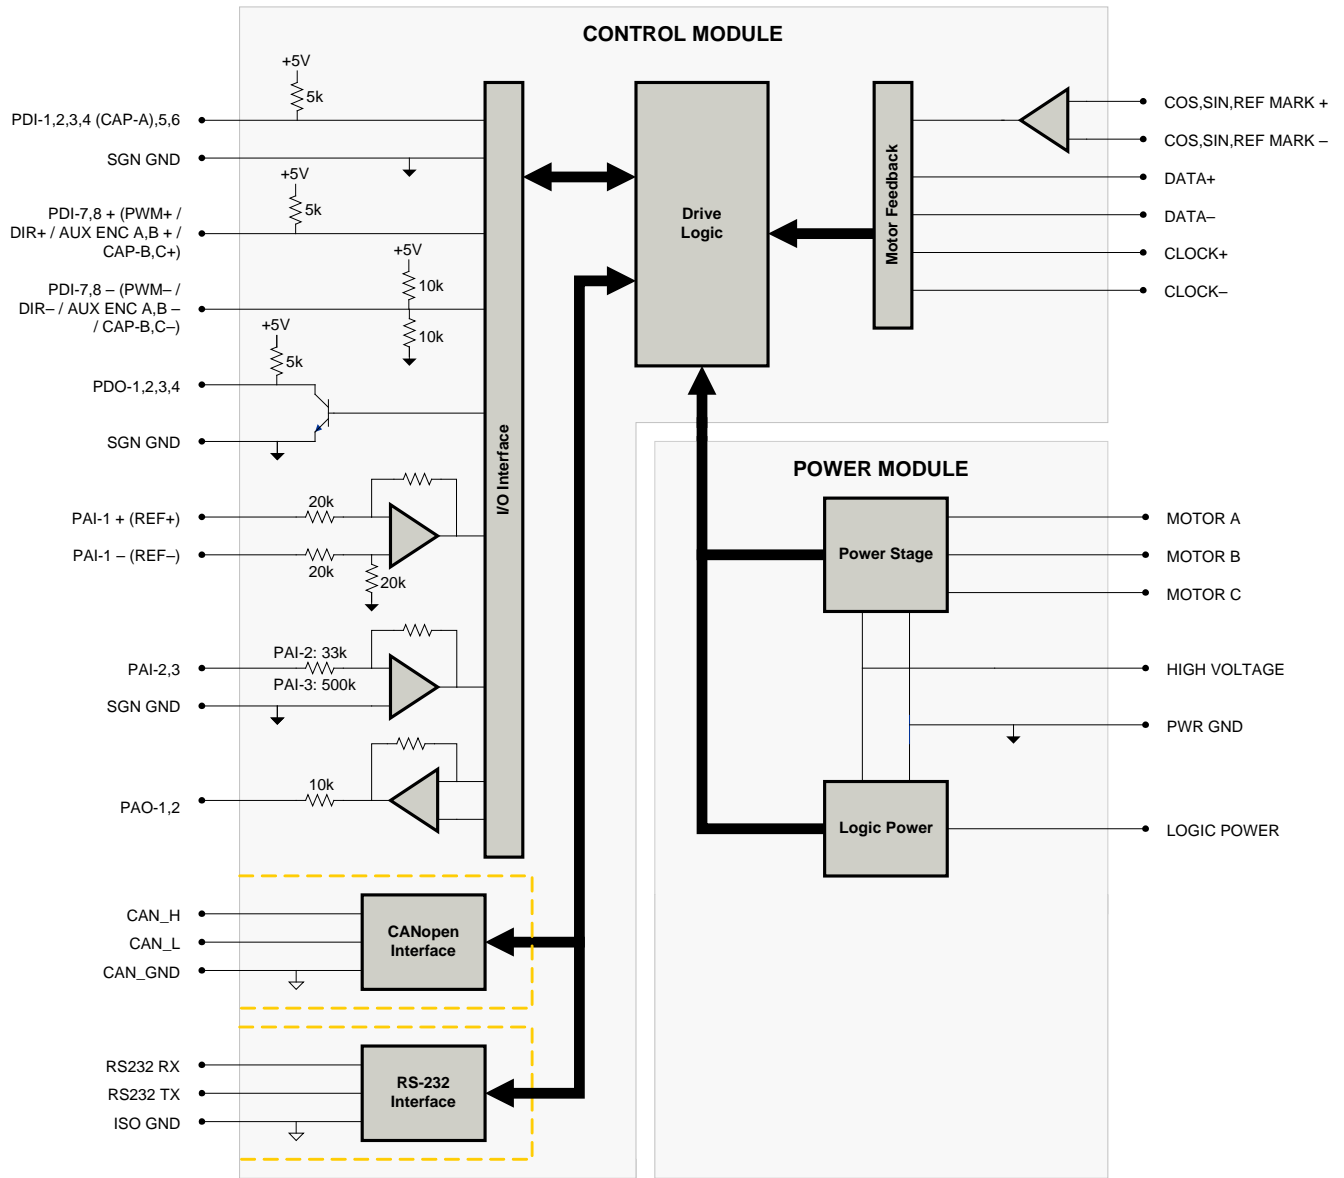 CONTROL MODULE
+5V
5k
PDI-1,2,3,4 (CAP-A),5,6
SGN GND
+5V
5k
PDI-7,8 + (PWM+ /
DIR+ / AUX ENC A,B + /
CAP-B,C+)
+5V
10k
PDI-7,8 – (PWM– /
DIR– / AUX ENC A,B –
/ CAP-B,C–)
10k
+5V
5k
PDO-1,2,3,4
SGN GND
20k
PAI-1 + (REF+)
PAI-1 – (REF–)
20k
20k
PAI-2: 33k
PAI-2,3
PAI-3: 500k
SGN GND
10k
PAO-1,2
I/O Interface
CAN_H
CAN_L
CAN_GND
CANopen
Interface
RS232 RX
RS232 TX
ISO GND
RS-232
Interface
Drive
Logic
Motor Feedback
COS,SIN,REF MARK +
COS,SIN,REF MARK –
DATA+
DATA–
CLOCK+
CLOCK–
POWER MODULE
Power Stage
MOTOR A
MOTOR B
MOTOR C
HIGH VOLTAGE
PWR GND
Logic Power
LOGIC POWER